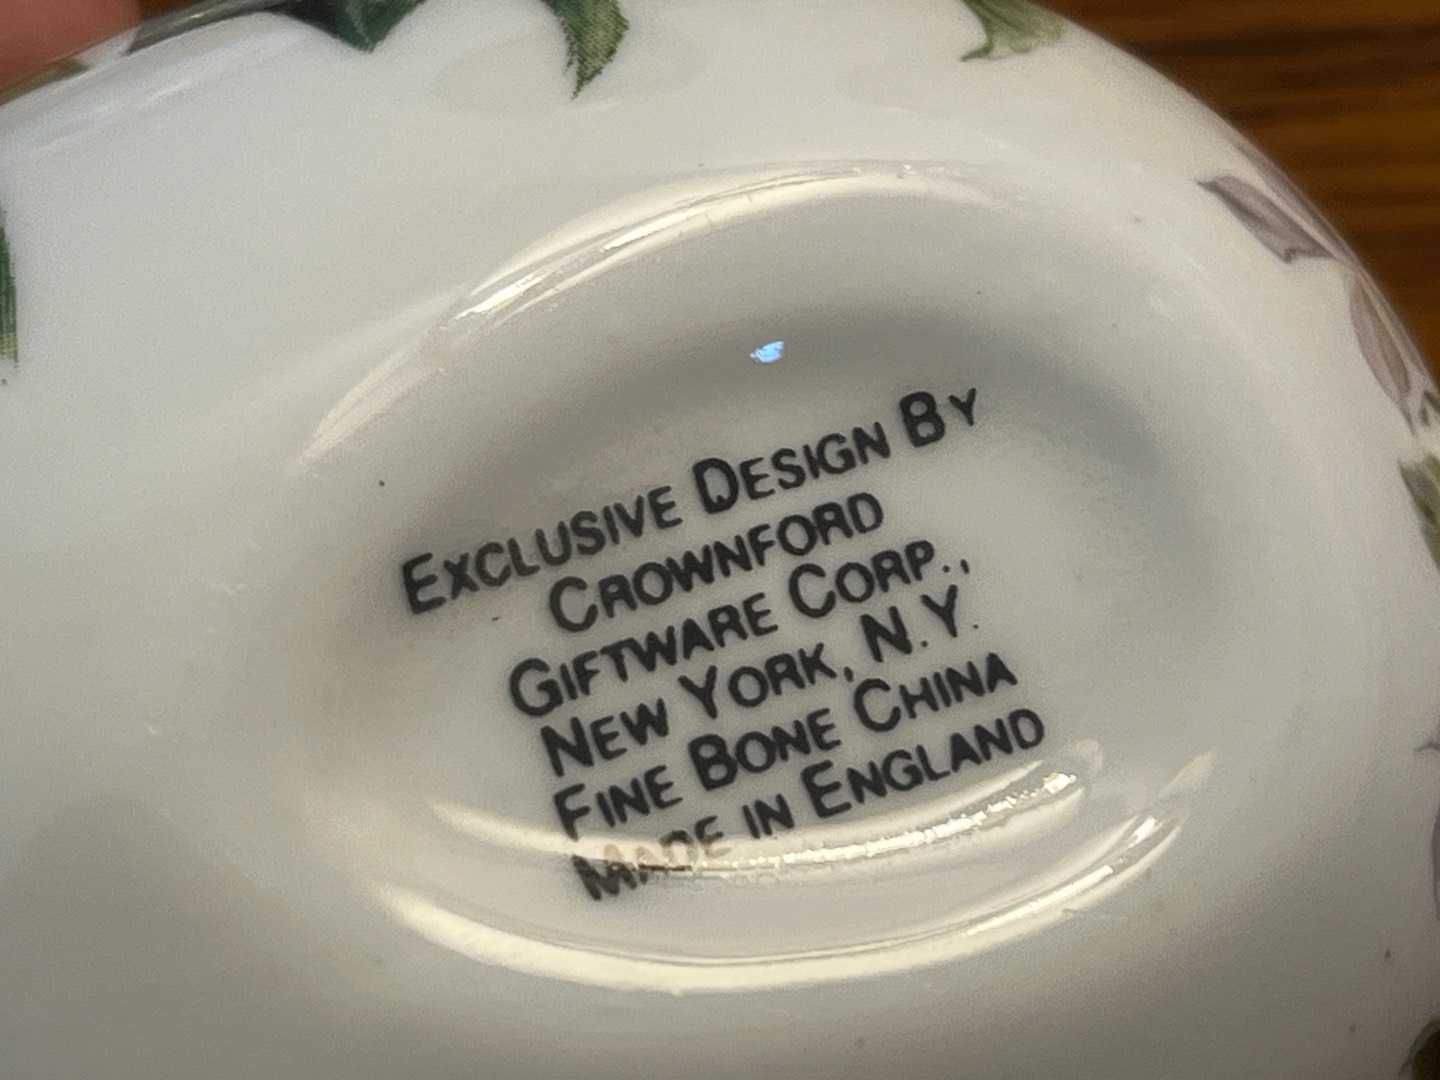 EXCLUSIVE DESIGN BY
CROWNFORD
GIFTWARE CORP.,
NEW YORK, N.Y.
FINE BONE CHINA
MADE IN ENGLAND